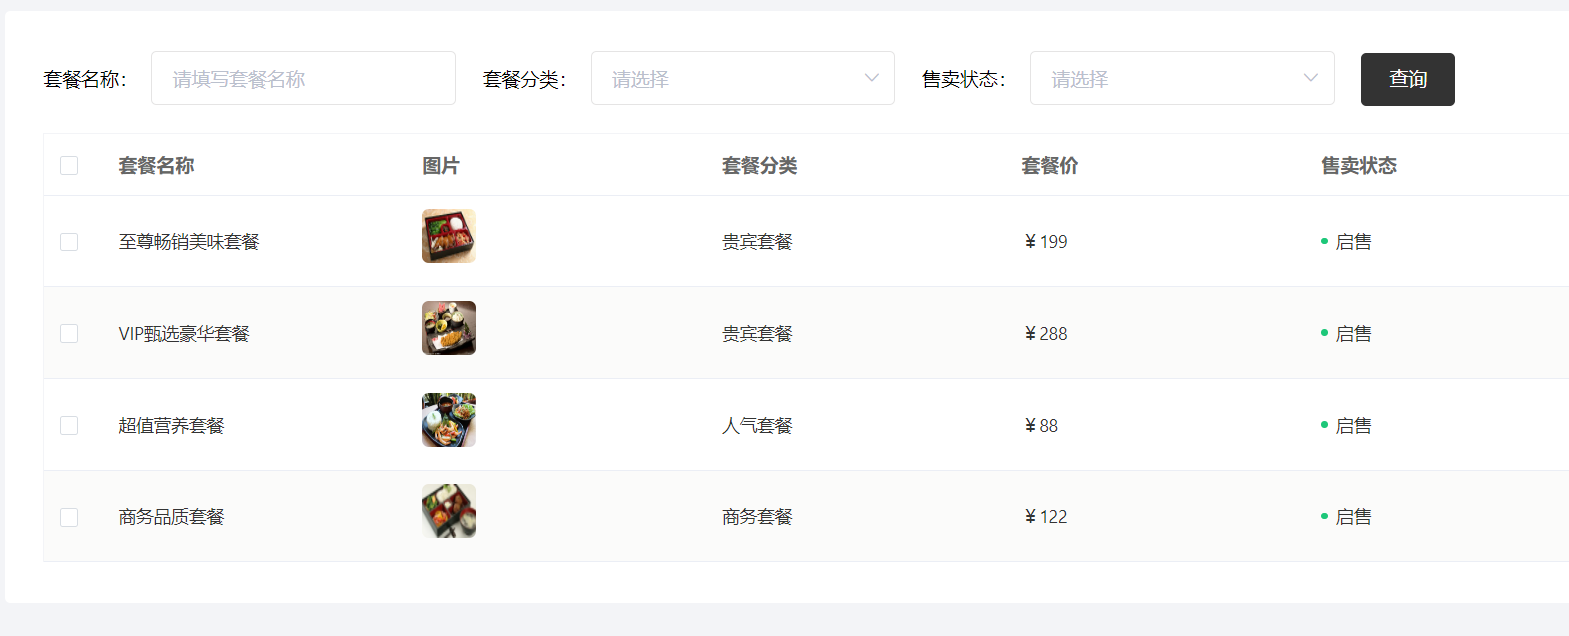 套餐名称： 请填写套餐名称 套餐分类： 请选择 售卖状态： 请选择 查询
套餐名称 图片 套餐分类 套餐价 售卖状态
至尊畅销美味套餐 贵宾套餐 ￥199 启售
VIP甄选豪华套餐 贵宾套餐 ￥288 启售
超值营养套餐 人气套餐 ￥88 启售
商务品质套餐 商务套餐 ￥122 启售